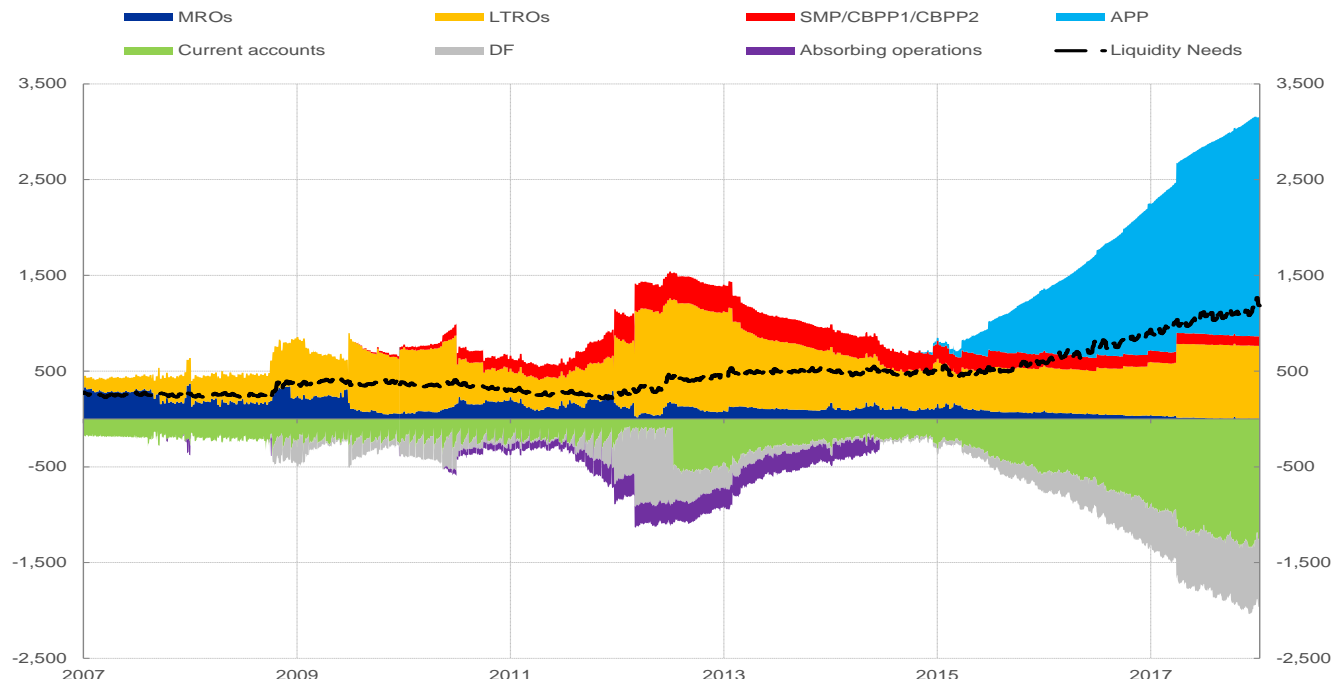 MROs LTROs SMP/CBPP1/CBPP2 APP
Current accounts DF Absorbing operations Liquidity Needs
3,500 3,500
2,500 2,500
1,500 1,500
500 500
-500 -500
-1,500 -1,500
-2,500 -2,500
2007 2009 2011 2013 2015 2017